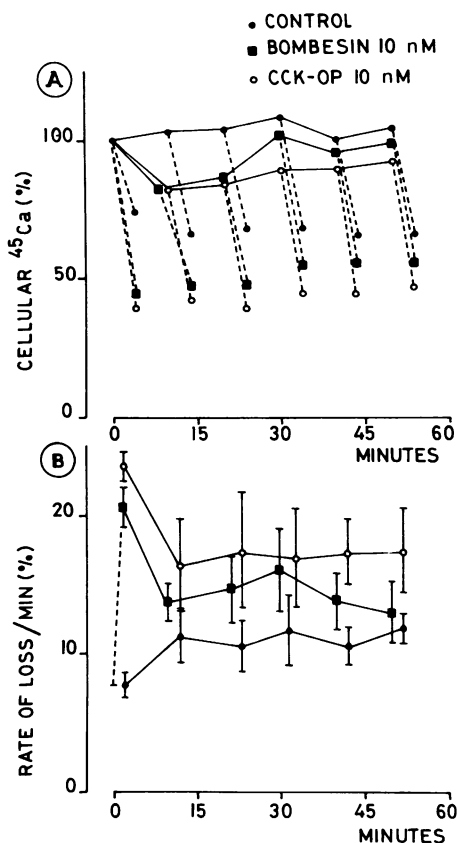 CONTROL
BOMBESIN 10 nM
CCK-OP 10 nM
A
CELLULAR 45Ca (%)
100
50
0
0 15 30 45 60
MINUTES
B
RATE OF LOSS/MIN (%)
20
10
0
0 15 30 45 60
MINUTES